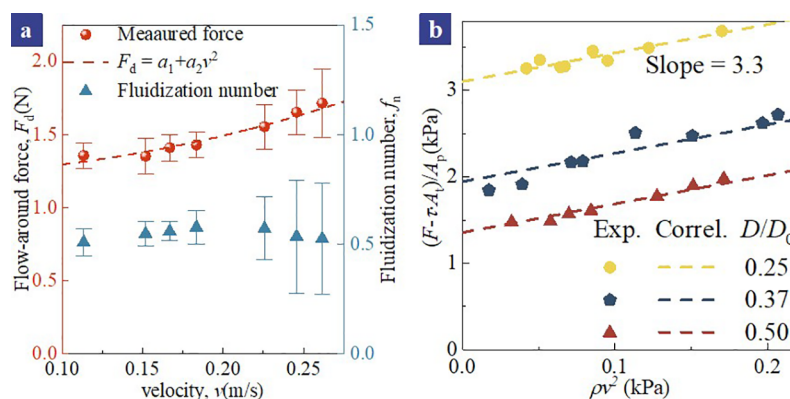 a
Meaaured force
F_d = a_1+a_2v^2
Fluidization number
Flow-around force, F_d(N)
2.0
1.5
1.0
0.5
0.0
1.5
1.0
0.5
0.0
Fluidization number, f_n
0.10
0.15
0.20
0.25
velocity, v(m/s)
b
Slope = 3.3
(F-τ·A_t)/A_p(kPa)
3
2
1
0
Exp. Correl. D/D_0
0.25
0.37
0.50
0.0
0.1
0.2
ρv^2 (kPa)